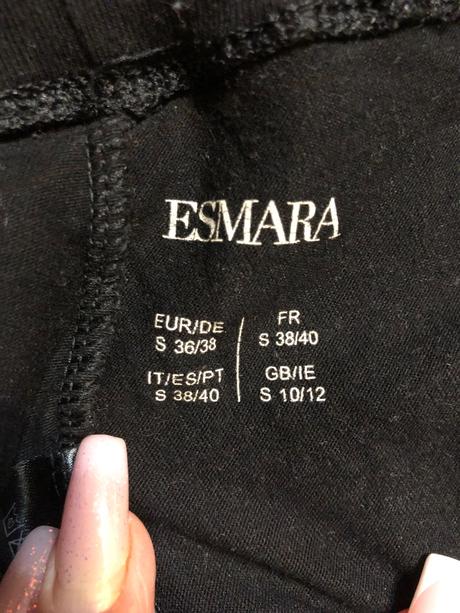 ESMARA
EUR/DE
S 36/38
FR
S 38/40
IT/ES/PT
S 38/40
GB/IE
S 10/12